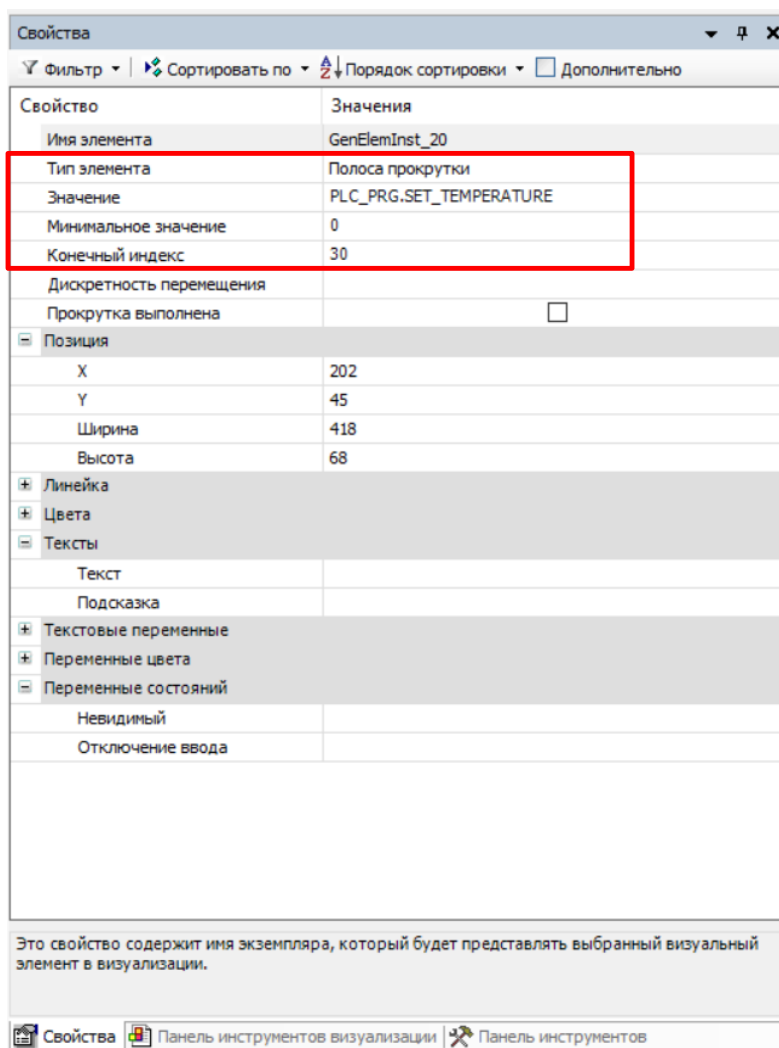 Свойства
Фильтр Сортировать по Порядок сортировки Дополнительно
Свойство Значения
Имя элемента GenElemInst_20
Тип элемента Полоса прокрутки
Значение PLC_PRG.SET_TEMPERATURE
Минимальное значение 0
Конечный индекс 30
Дискретность перемещения
Прокрутка выполнена
Позиция
X 202
Y 45
Ширина 418
Высота 68
Линейка
Цвета
Тексты
Текст
Подсказка
Текстовые переменные
Переменные цвета
Переменные состояний
Невидимый
Отключение ввода
Это свойство содержит имя экземпляра, который будет представлять выбранный визуальный
элемент в визуализации.
Свойства Панель инструментов визуализации Панель инструментов